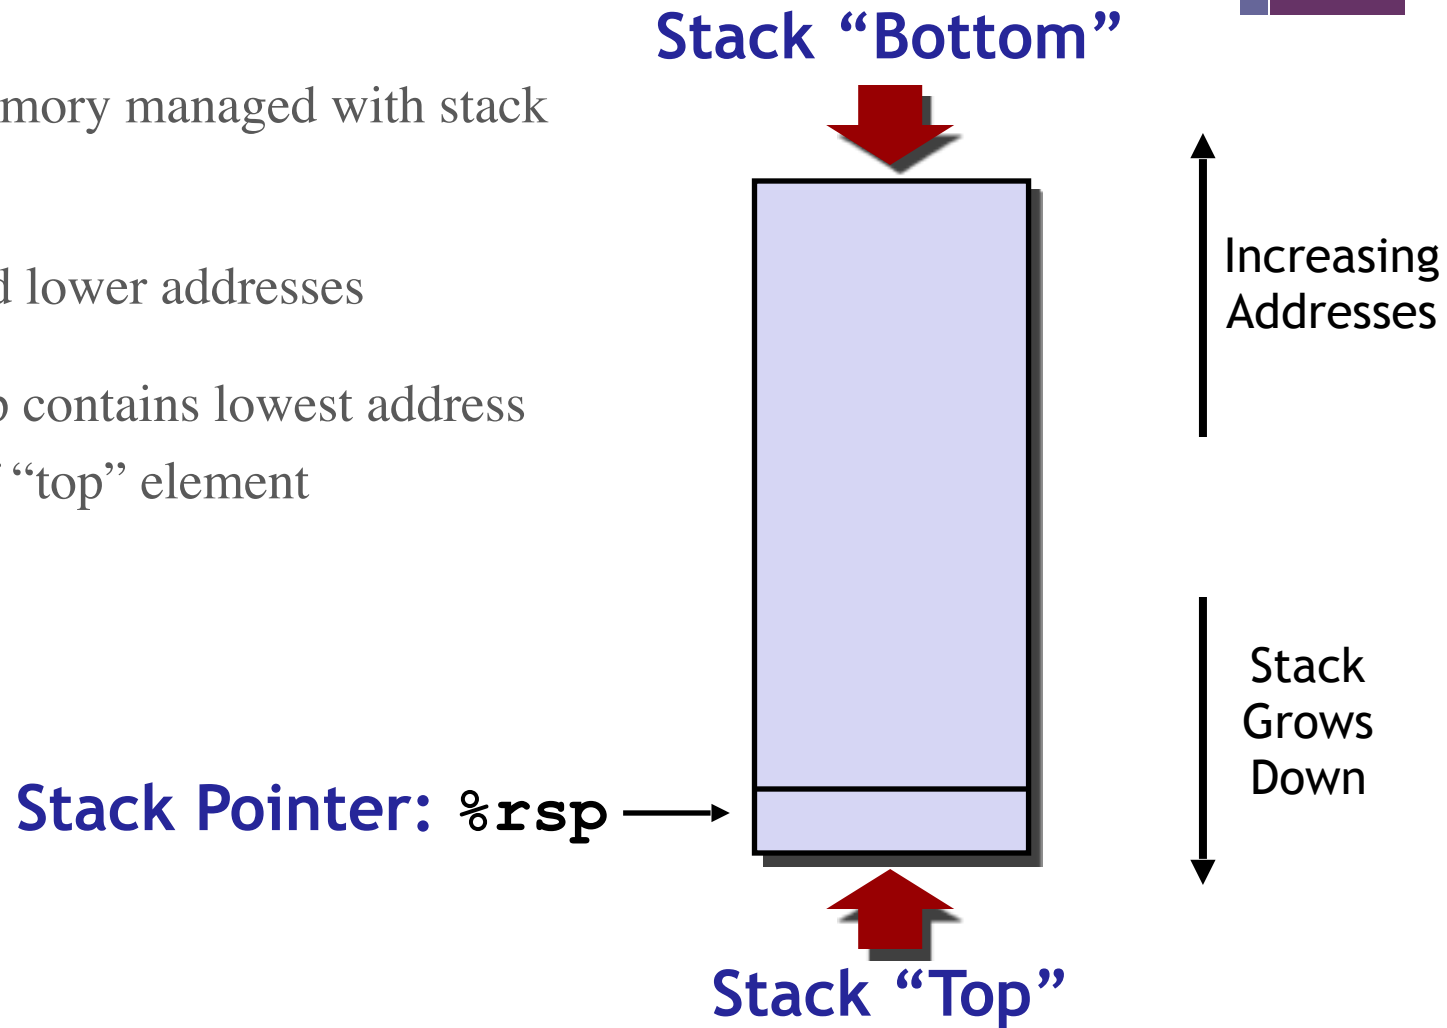 Stack “Bottom”
mory managed with stack
lower addresses
Increasing
Addresses
contains lowest address
“top” element
Stack
Grows
Down
Stack Pointer: %rsp
Stack “Top”